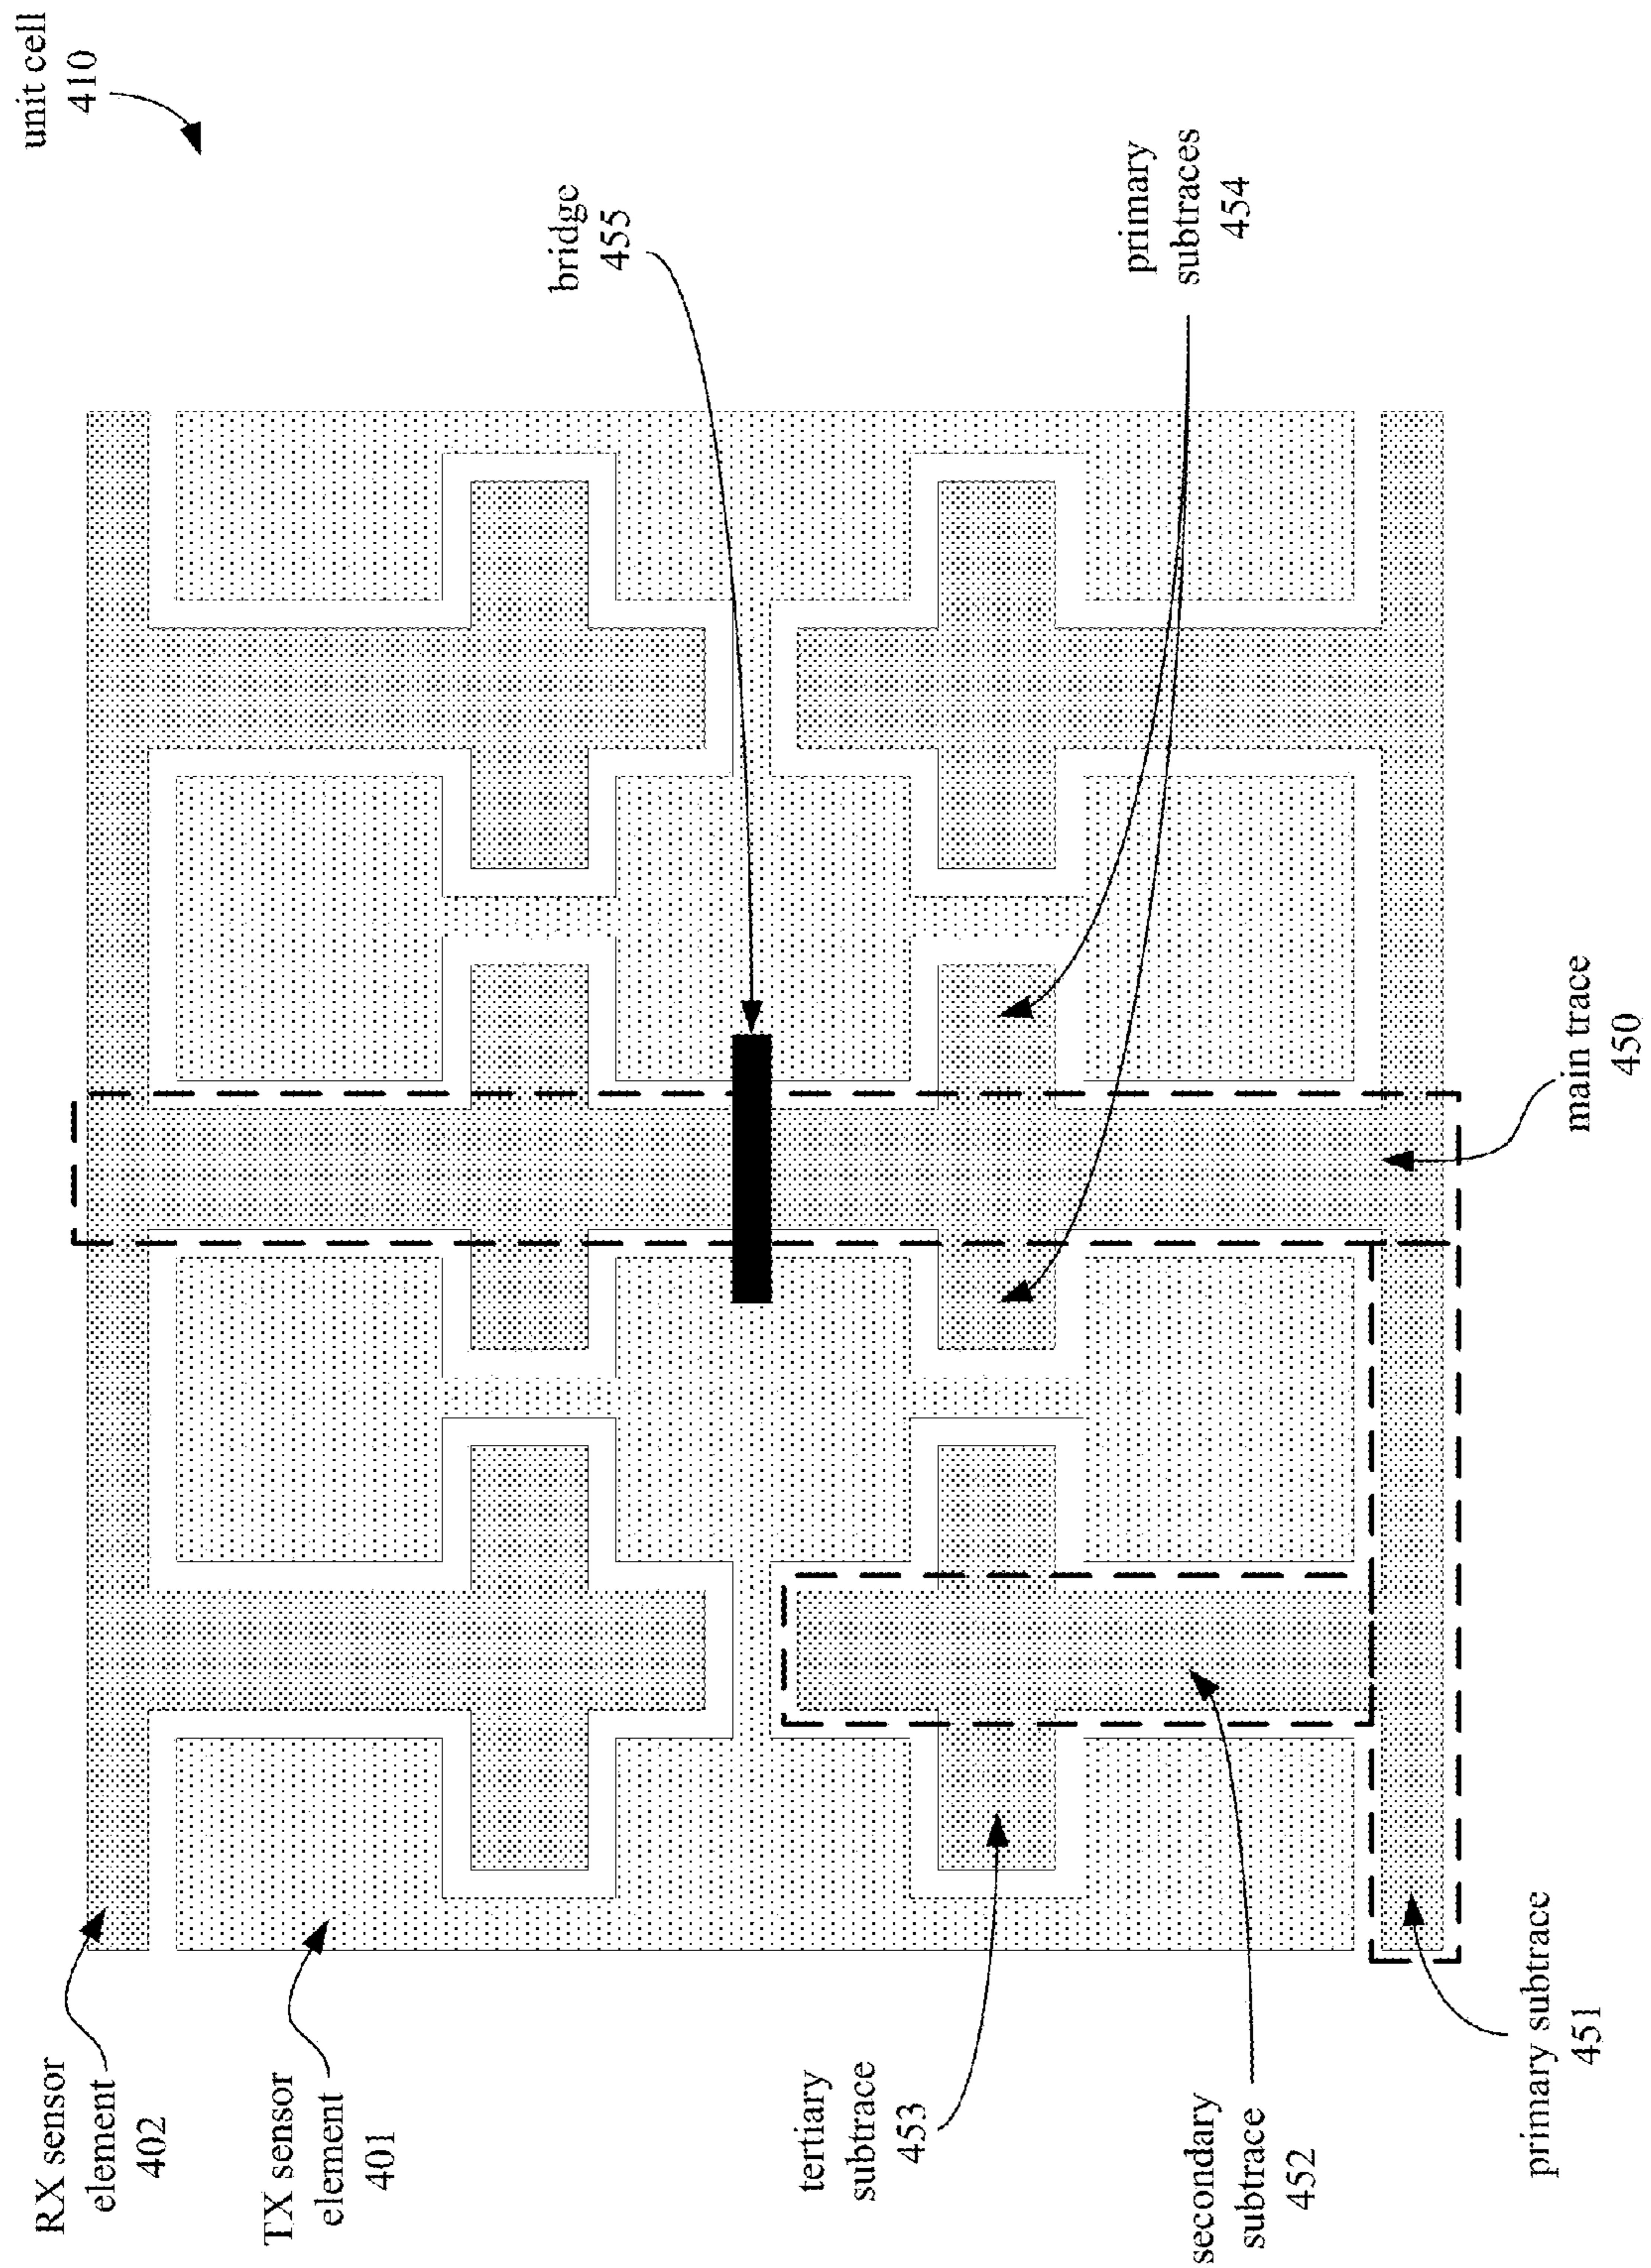 unit cell
410
bridge
455
primary
subtraces
454
main trace
450
RX sensor
element
402
TX sensor
element
401
tertiary
subtrace
453
secondary
subtrace
452
primary subtrace
451